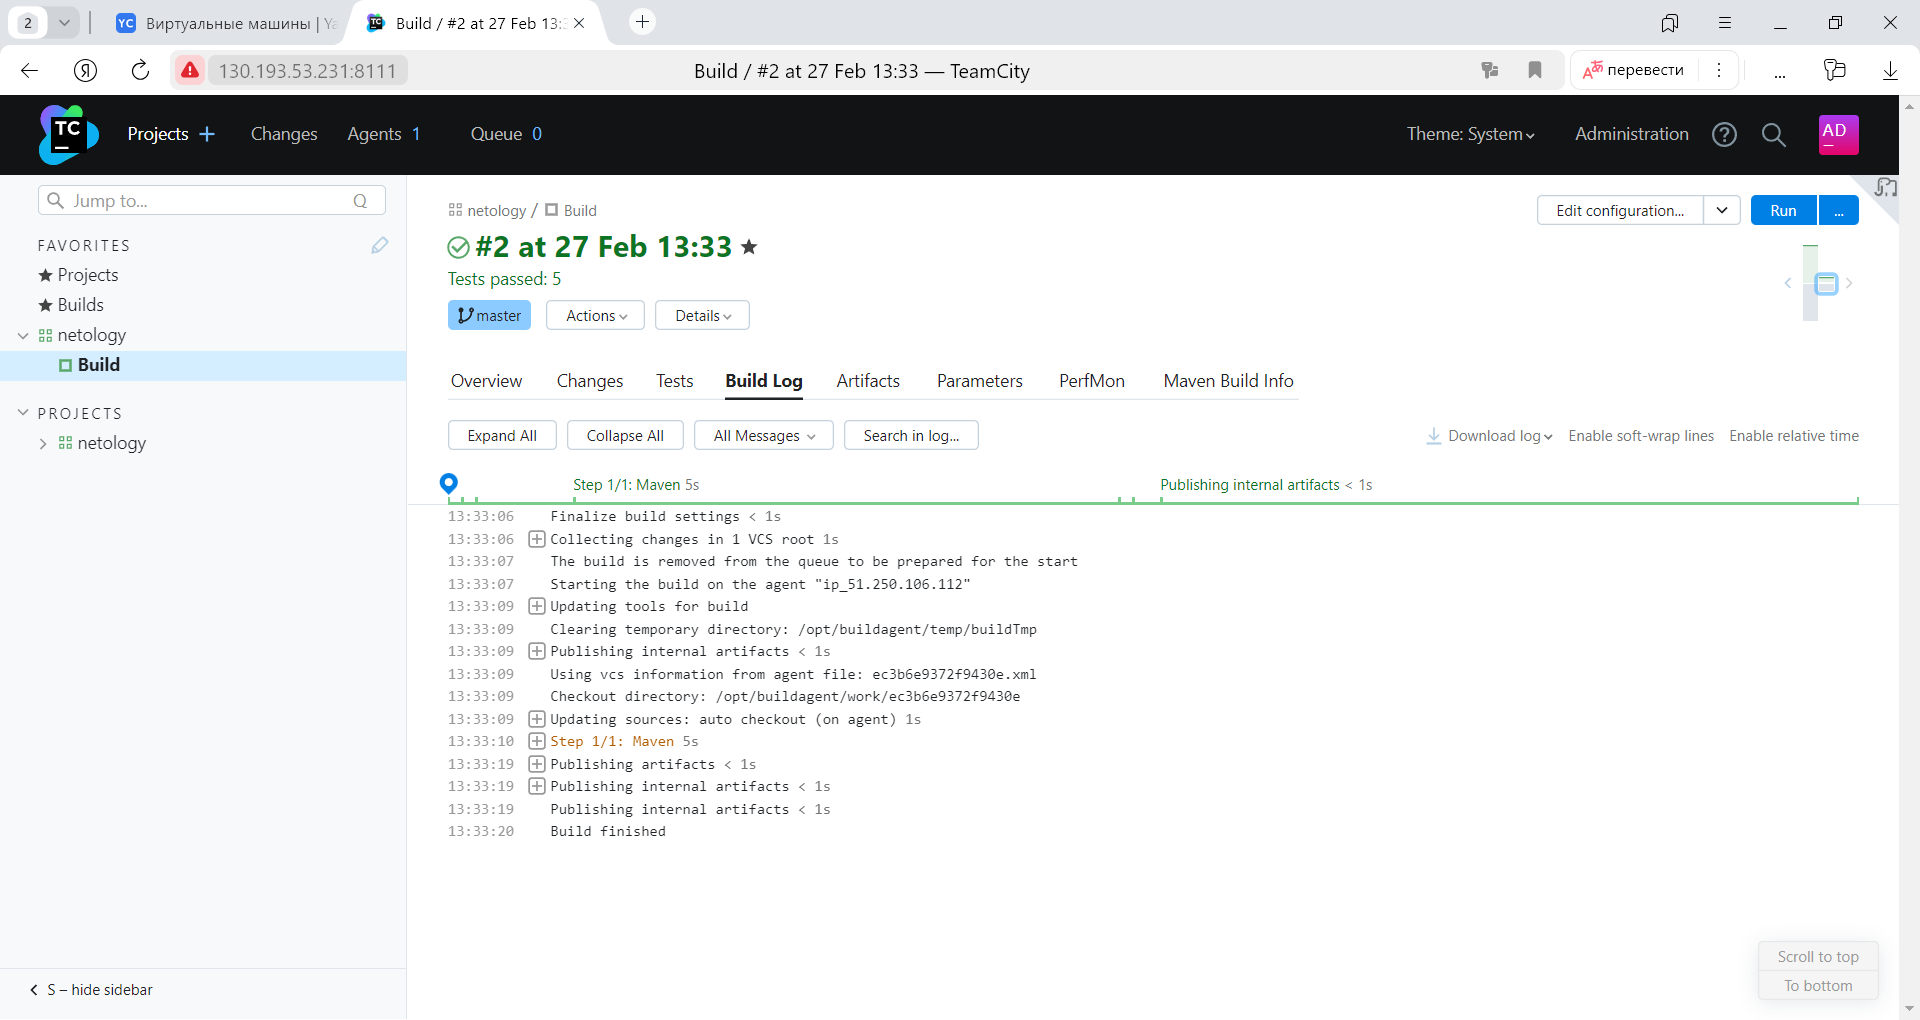 2
YC Виртуальные машины | Ya
Build / #2 at 27 Feb 13:3
130.193.53.231:8111
Build / #2 at 27 Feb 13:33 — TeamCity
перевести
TC
Projects
Changes
Agents 1
Queue 0
Theme: System
Administration
AD
Jump to...
Q
FAVORITES
Projects
Builds
netology
Build
PROJECTS
netology
S – hide sidebar
netology / Build
Edit configuration...
Run
...
#2 at 27 Feb 13:33
Tests passed: 5
master
Actions
Details
Overview
Changes
Tests
Build Log
Artifacts
Parameters
PerfMon
Maven Build Info
Expand All
Collapse All
All Messages
Search in log...
Download log
Enable soft-wrap lines
Enable relative time
Step 1/1: Maven 5s
Publishing internal artifacts < 1s
13:33:06 Finalize build settings < 1s
13:33:06 Collecting changes in 1 VCS root 1s
13:33:07 The build is removed from the queue to be prepared for the start
13:33:07 Starting the build on the agent "ip_51.250.106.112"
13:33:09 Updating tools for build
13:33:09 Clearing temporary directory: /opt/buildagent/temp/buildTmp
13:33:09 Publishing internal artifacts < 1s
13:33:09 Using vcs information from agent file: ec3b6e9372f9430e.xml
13:33:09 Checkout directory: /opt/buildagent/work/ec3b6e9372f9430e
13:33:09 Updating sources: auto checkout (on agent) 1s
13:33:10 Step 1/1: Maven 5s
13:33:19 Publishing artifacts < 1s
13:33:19 Publishing internal artifacts < 1s
13:33:19 Publishing internal artifacts < 1s
13:33:20 Build finished
Scroll to top
To bottom